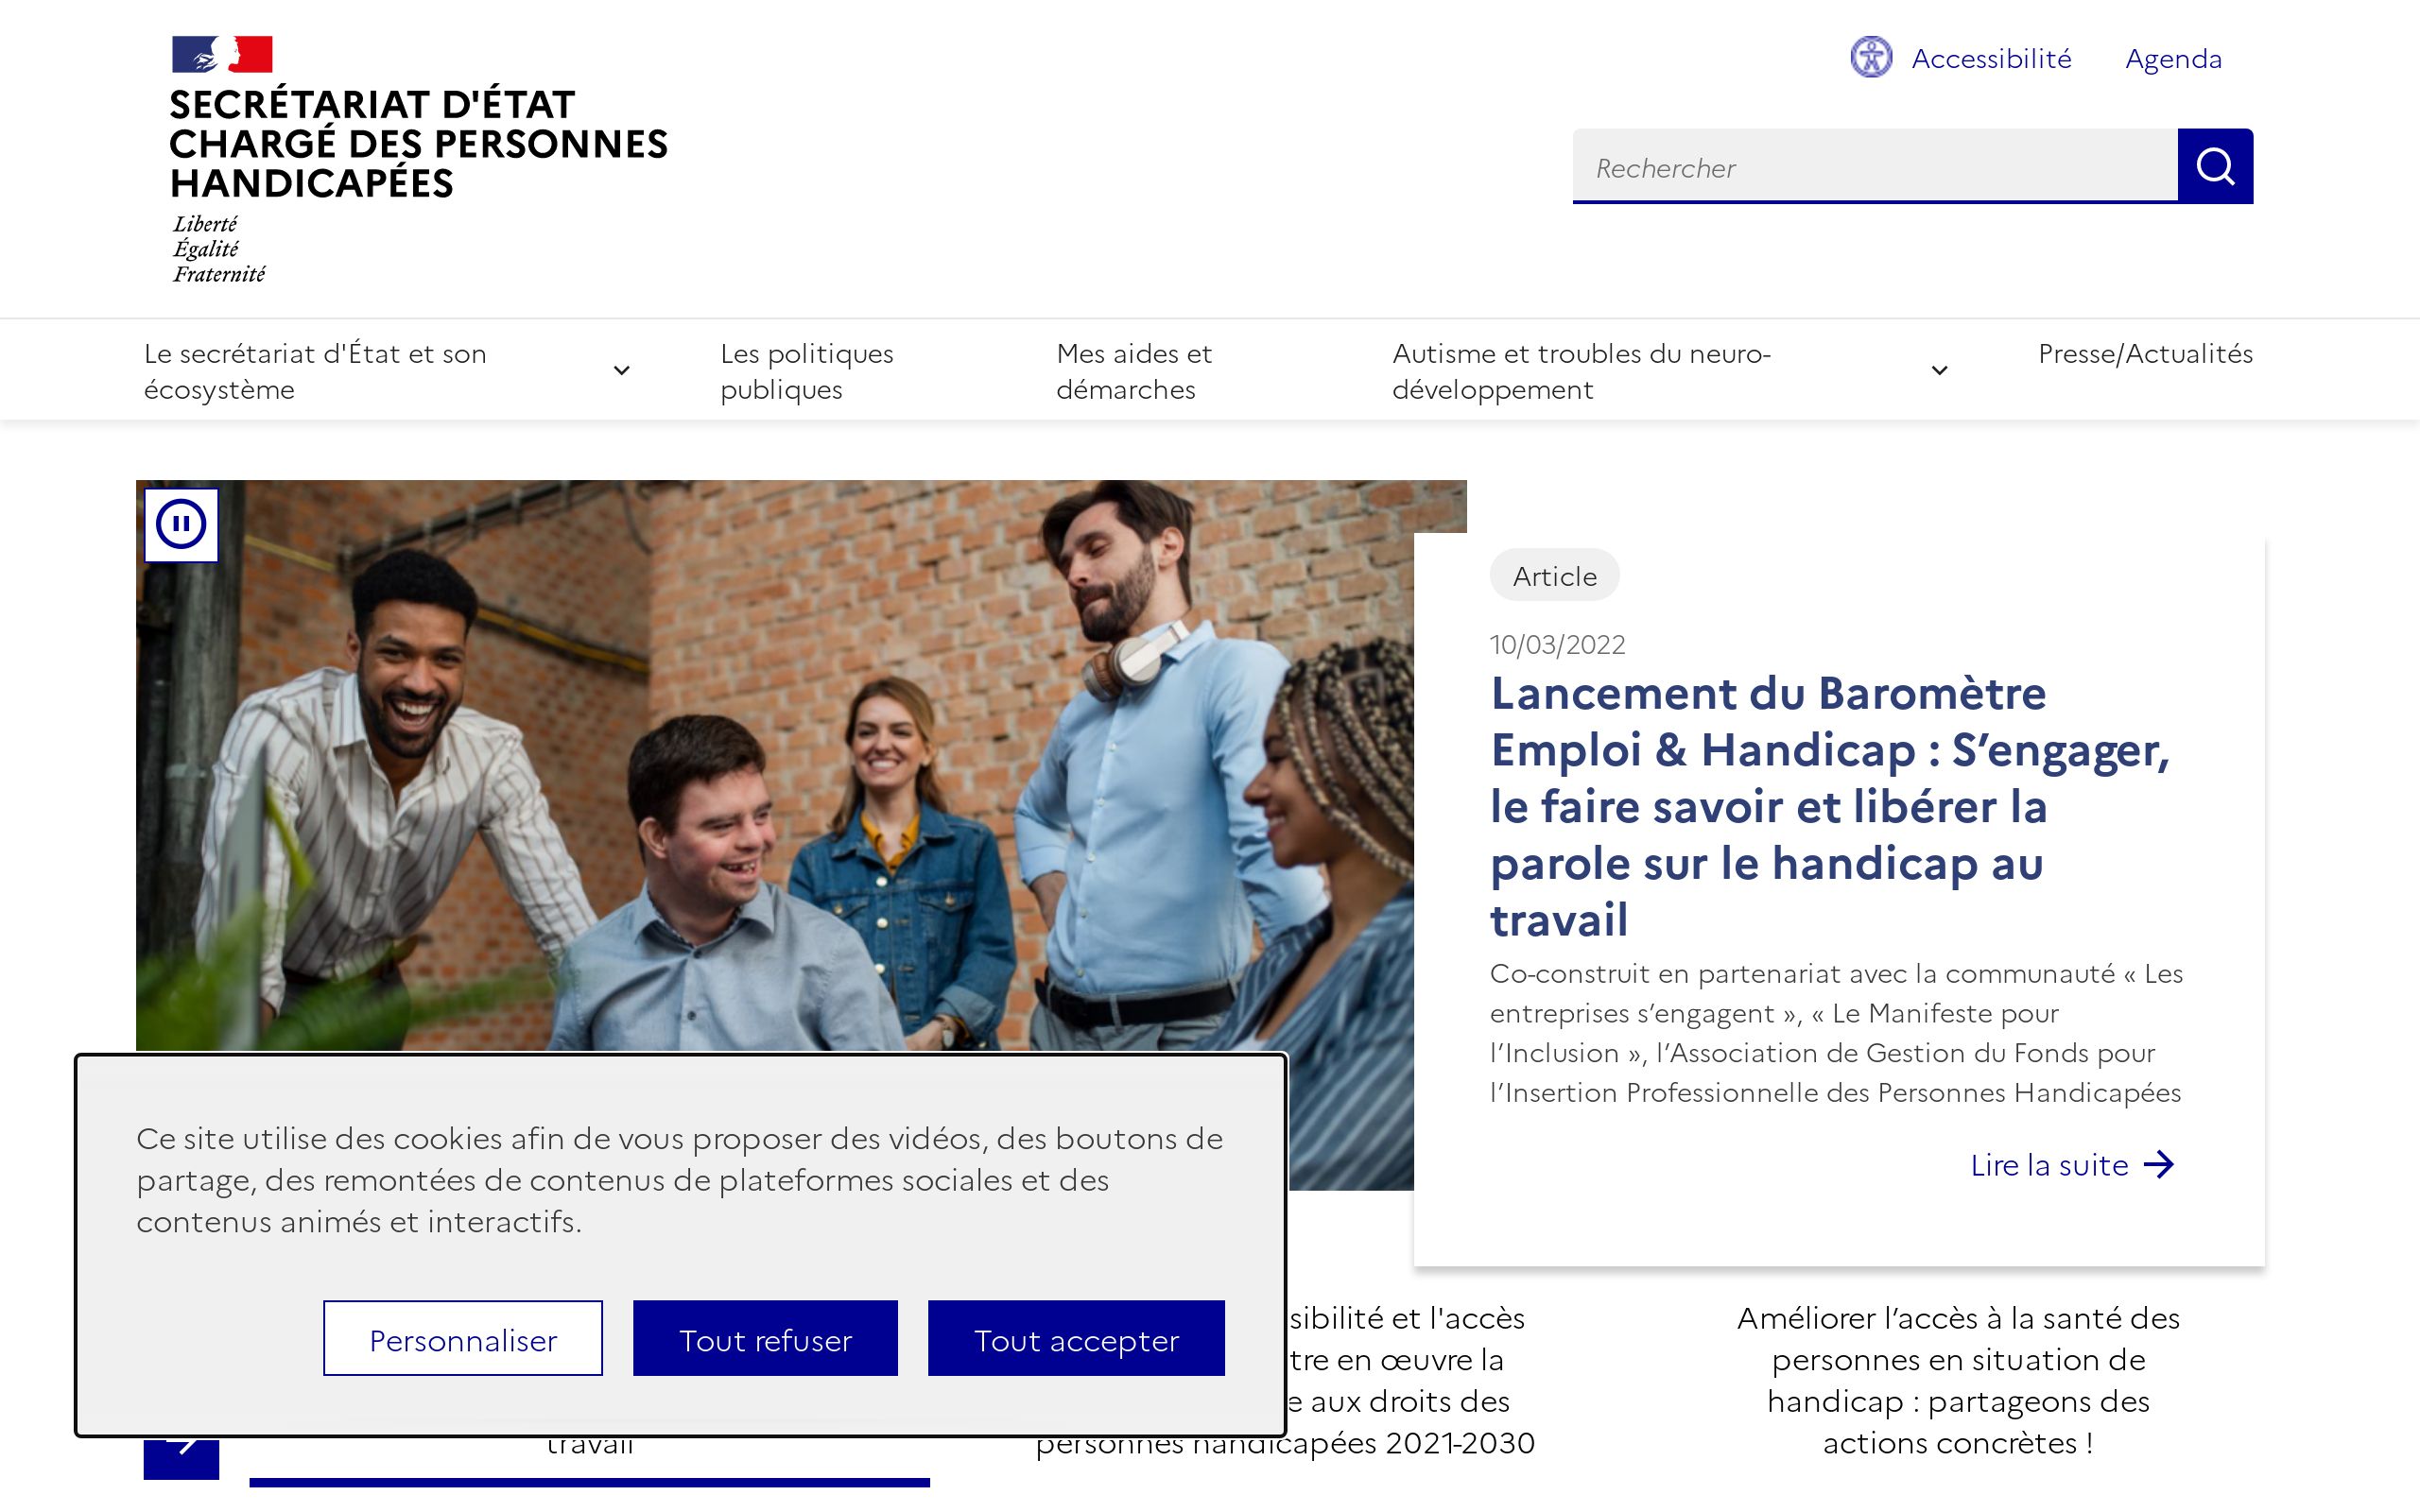 SECRÉTARIAT D'ÉTAT
CHARGÉ DES PERSONNES
HANDICAPÉES
Liberté
Égalité
Fraternité
Accessibilité
Agenda
Rechercher
Le secrétariat d'État et son
écosystème
Les politiques
publiques
Mes aides et
démarches
Autisme et troubles du neuro-
développement
Presse/Actualités
Article
10/03/2022
Lancement du Baromètre
Emploi & Handicap : S’engager,
le faire savoir et libérer la
parole sur le handicap au
travail
Co-construit en partenariat avec la communauté « Les
entreprises s’engagent », « Le Manifeste pour
l’Inclusion », l’Association de Gestion du Fonds pour
l’Insertion Professionnelle des Personnes Handicapées
Lire la suite
Ce site utilise des cookies afin de vous proposer des vidéos, des boutons de
partage, des remontées de contenus de plateformes sociales et des
contenus animés et interactifs.
Personnaliser
Tout refuser
Tout accepter
travail
et l'accès
en œuvre la
aux droits des
personnes handicapées 2021-2030
Améliorer l’accès à la santé des
personnes en situation de
handicap : partageons des
actions concrètes !